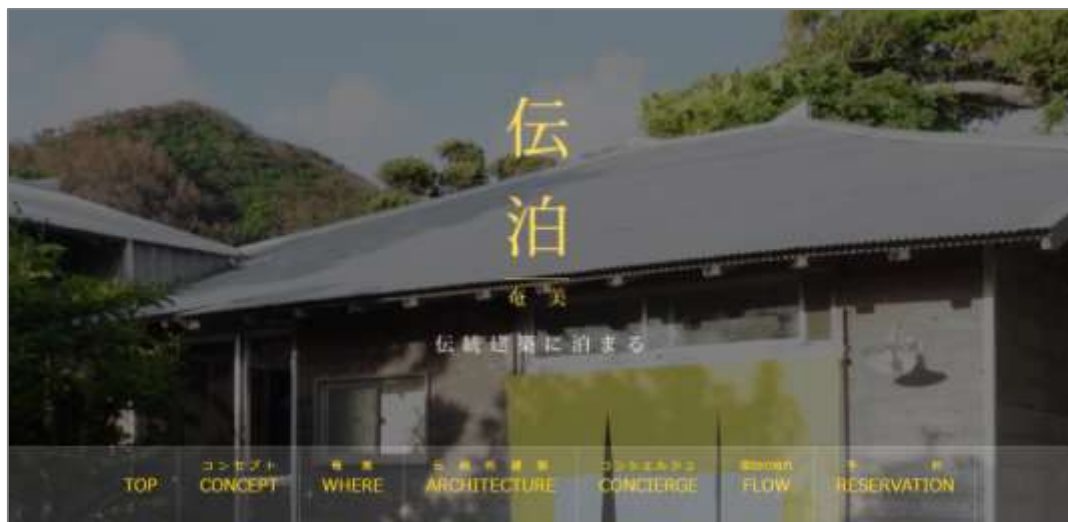 伝
泊
奄美
伝統建築に泊まる
コンセプト 奄美 伝統的建築 コンシェルジュ 予約
TOP CONCEPT WHERE ARCHITECTURE CONCIERGE FLOW RESERVATION